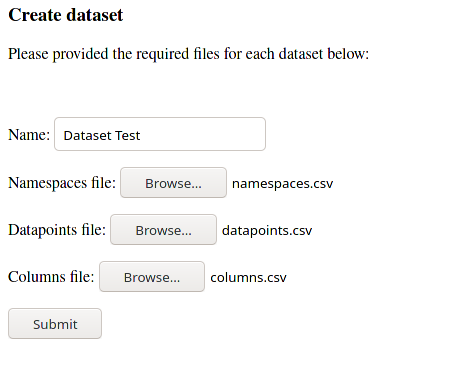 Create dataset
Please provided the required files for each dataset below:
Name: Dataset Test
Namespaces file: Browse... namespaces.csv
Datapoints file: Browse... datapoints.csv
Columns file: Browse... columns.csv
Submit